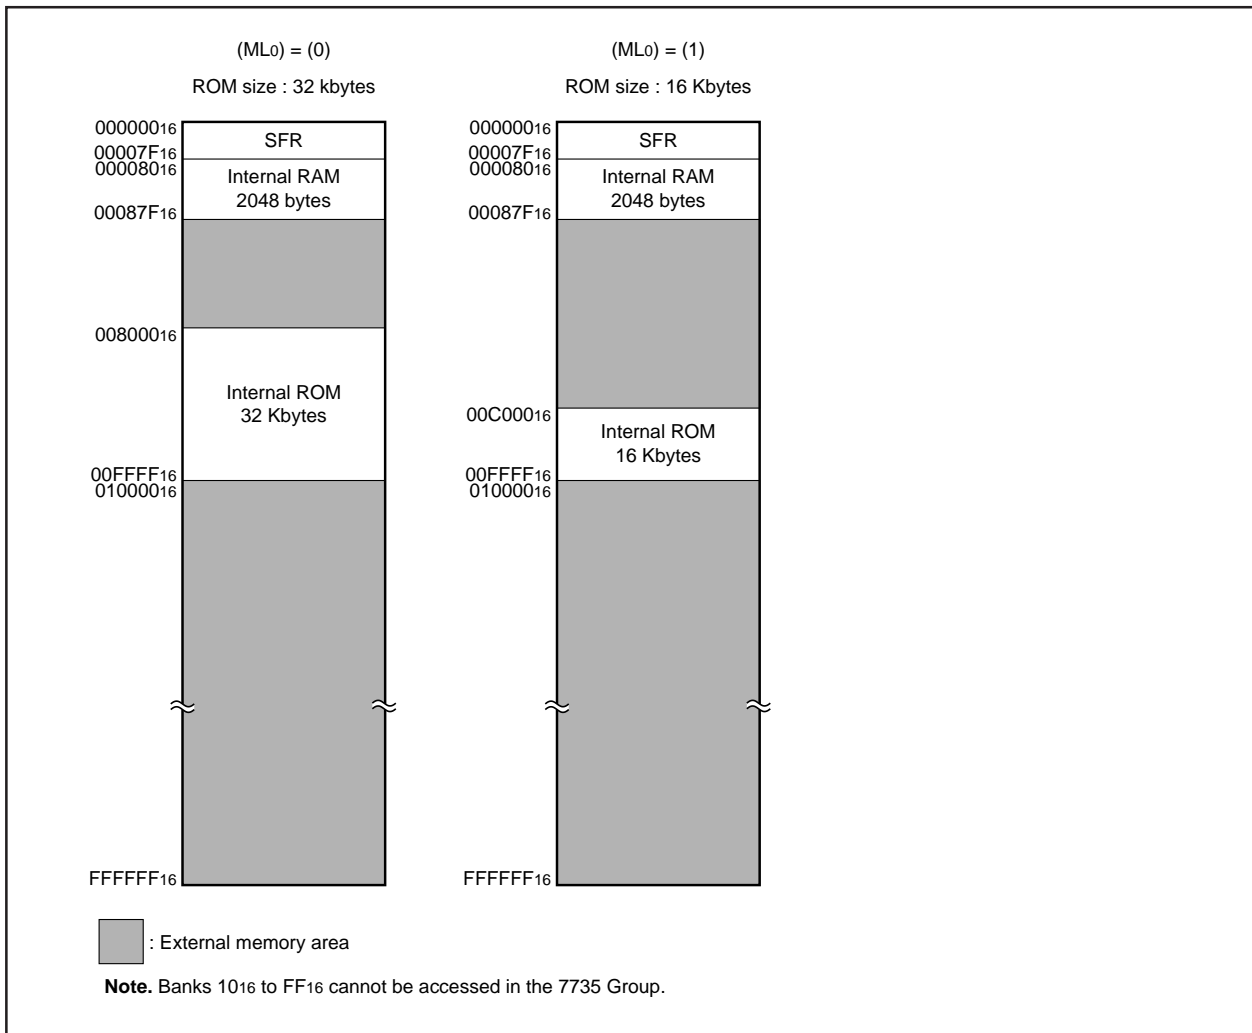 (ML0) = (0)
ROM size : 32 kbytes
00000016
SFR
00007F16
00008016
Internal RAM
2048 bytes
00087F16
00800016
Internal ROM
32 Kbytes
00FFFF16
01000016
FFFFFF16
(ML0) = (1)
ROM size : 16 Kbytes
00000016
SFR
00007F16
00008016
Internal RAM
2048 bytes
00087F16
00C00016
Internal ROM
16 Kbytes
00FFFF16
01000016
FFFFFF16
: External memory area
Note. Banks 1016 to FF16 cannot be accessed in the 7735 Group.